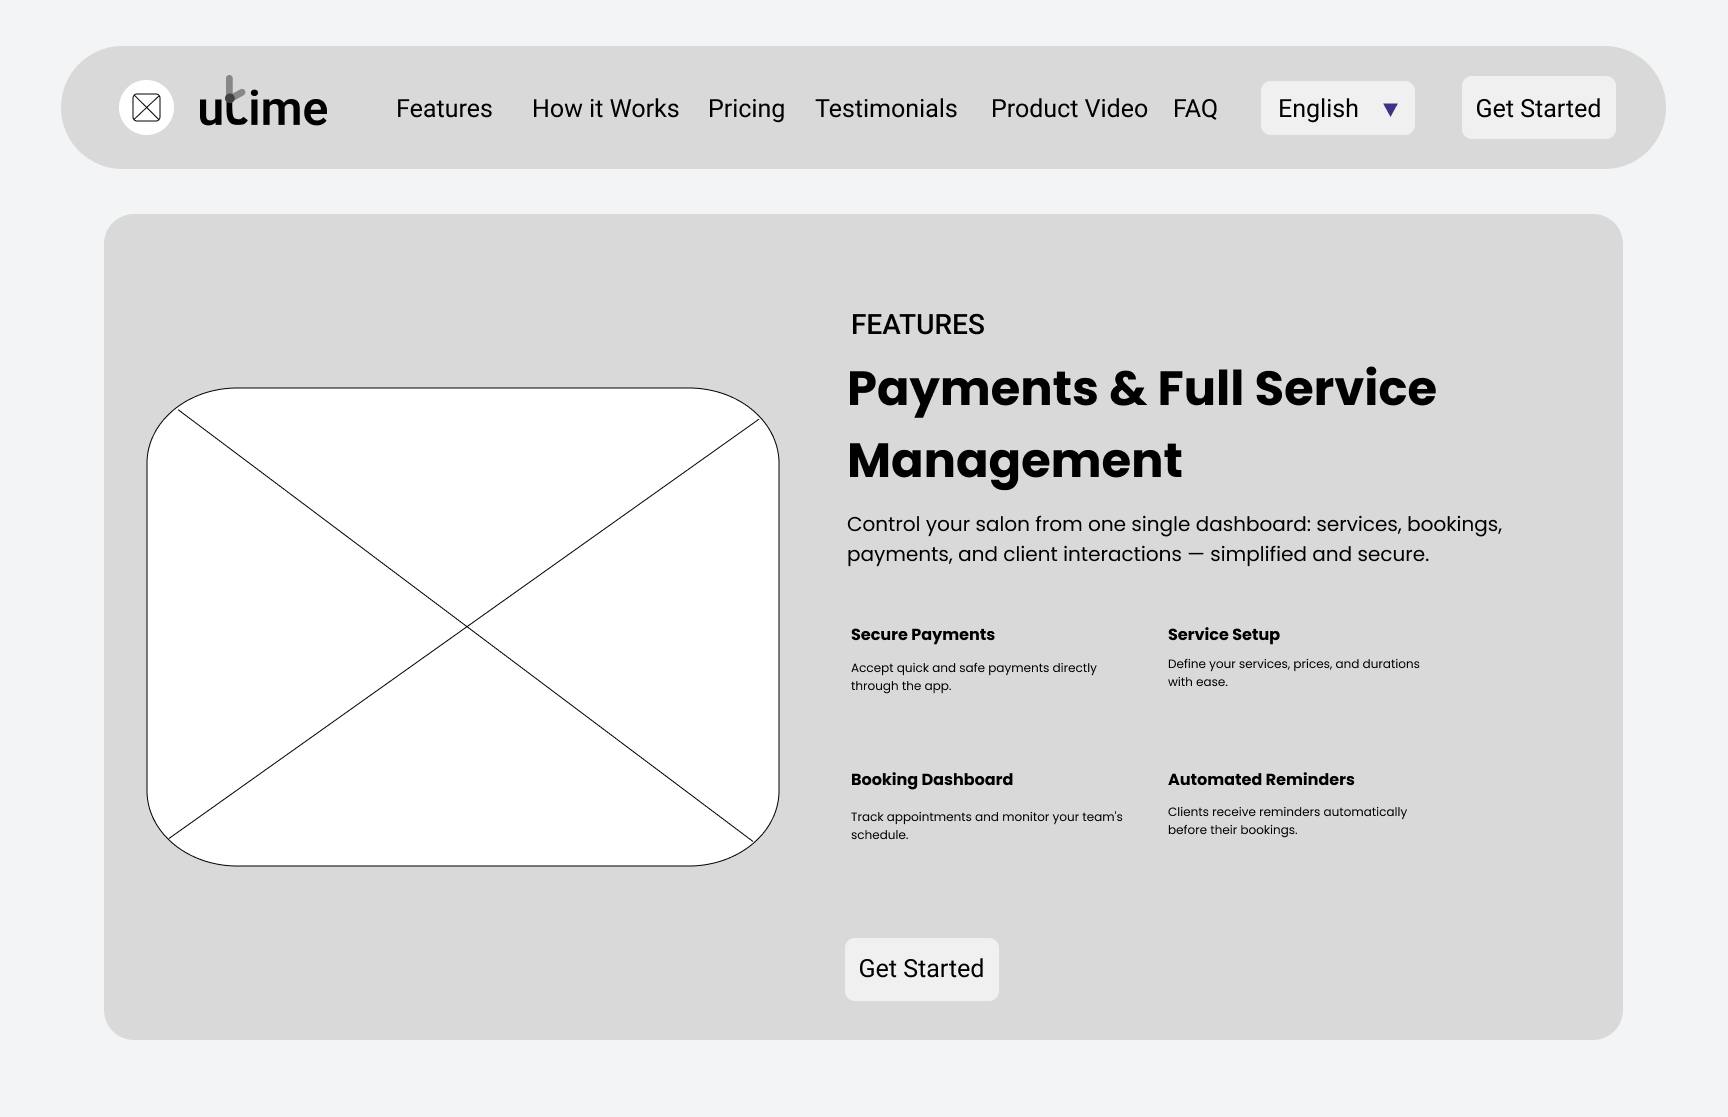 utime
Features How it Works Pricing Testimonials Product Video FAQ English ▼ Get Started
FEATURES
Payments & Full Service
Management
Control your salon from one single dashboard: services, bookings,
payments, and client interactions — simplified and secure.
Secure Payments
Accept quick and safe payments directly
through the app.
Service Setup
Define your services, prices, and durations
with ease.
Booking Dashboard
Track appointments and monitor your team's
schedule.
Automated Reminders
Clients receive reminders automatically
before their bookings.
Get Started